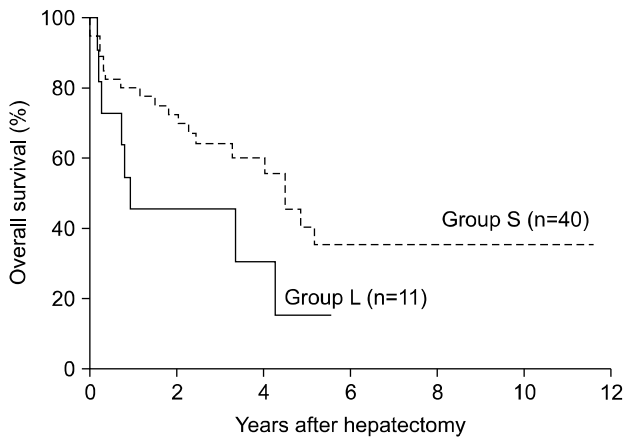 Overall survival (%)
100
80
60
40
20
0
Group S (n=40)
Group L (n=11)
0 2 4 6 8 10 12
Years after hepatectomy